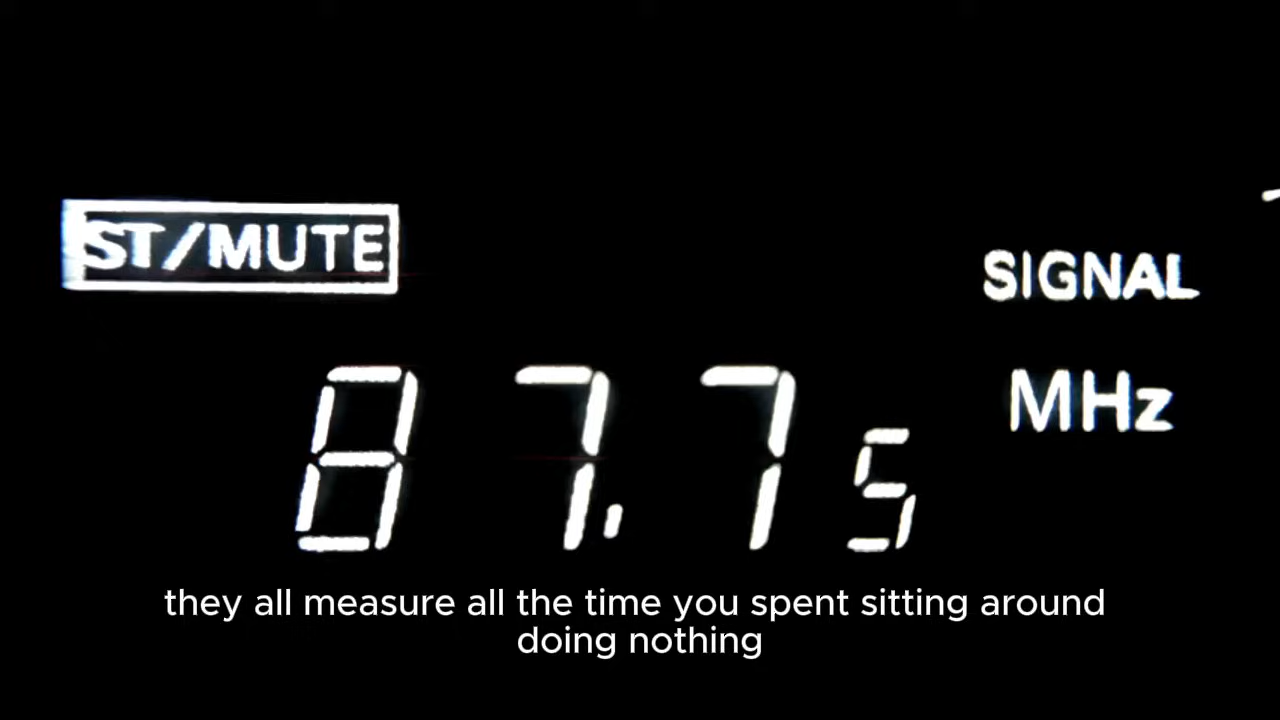 ST/MUTE
SIGNAL
87.75 MHz
they all measure all the time you spent sitting around
doing nothing